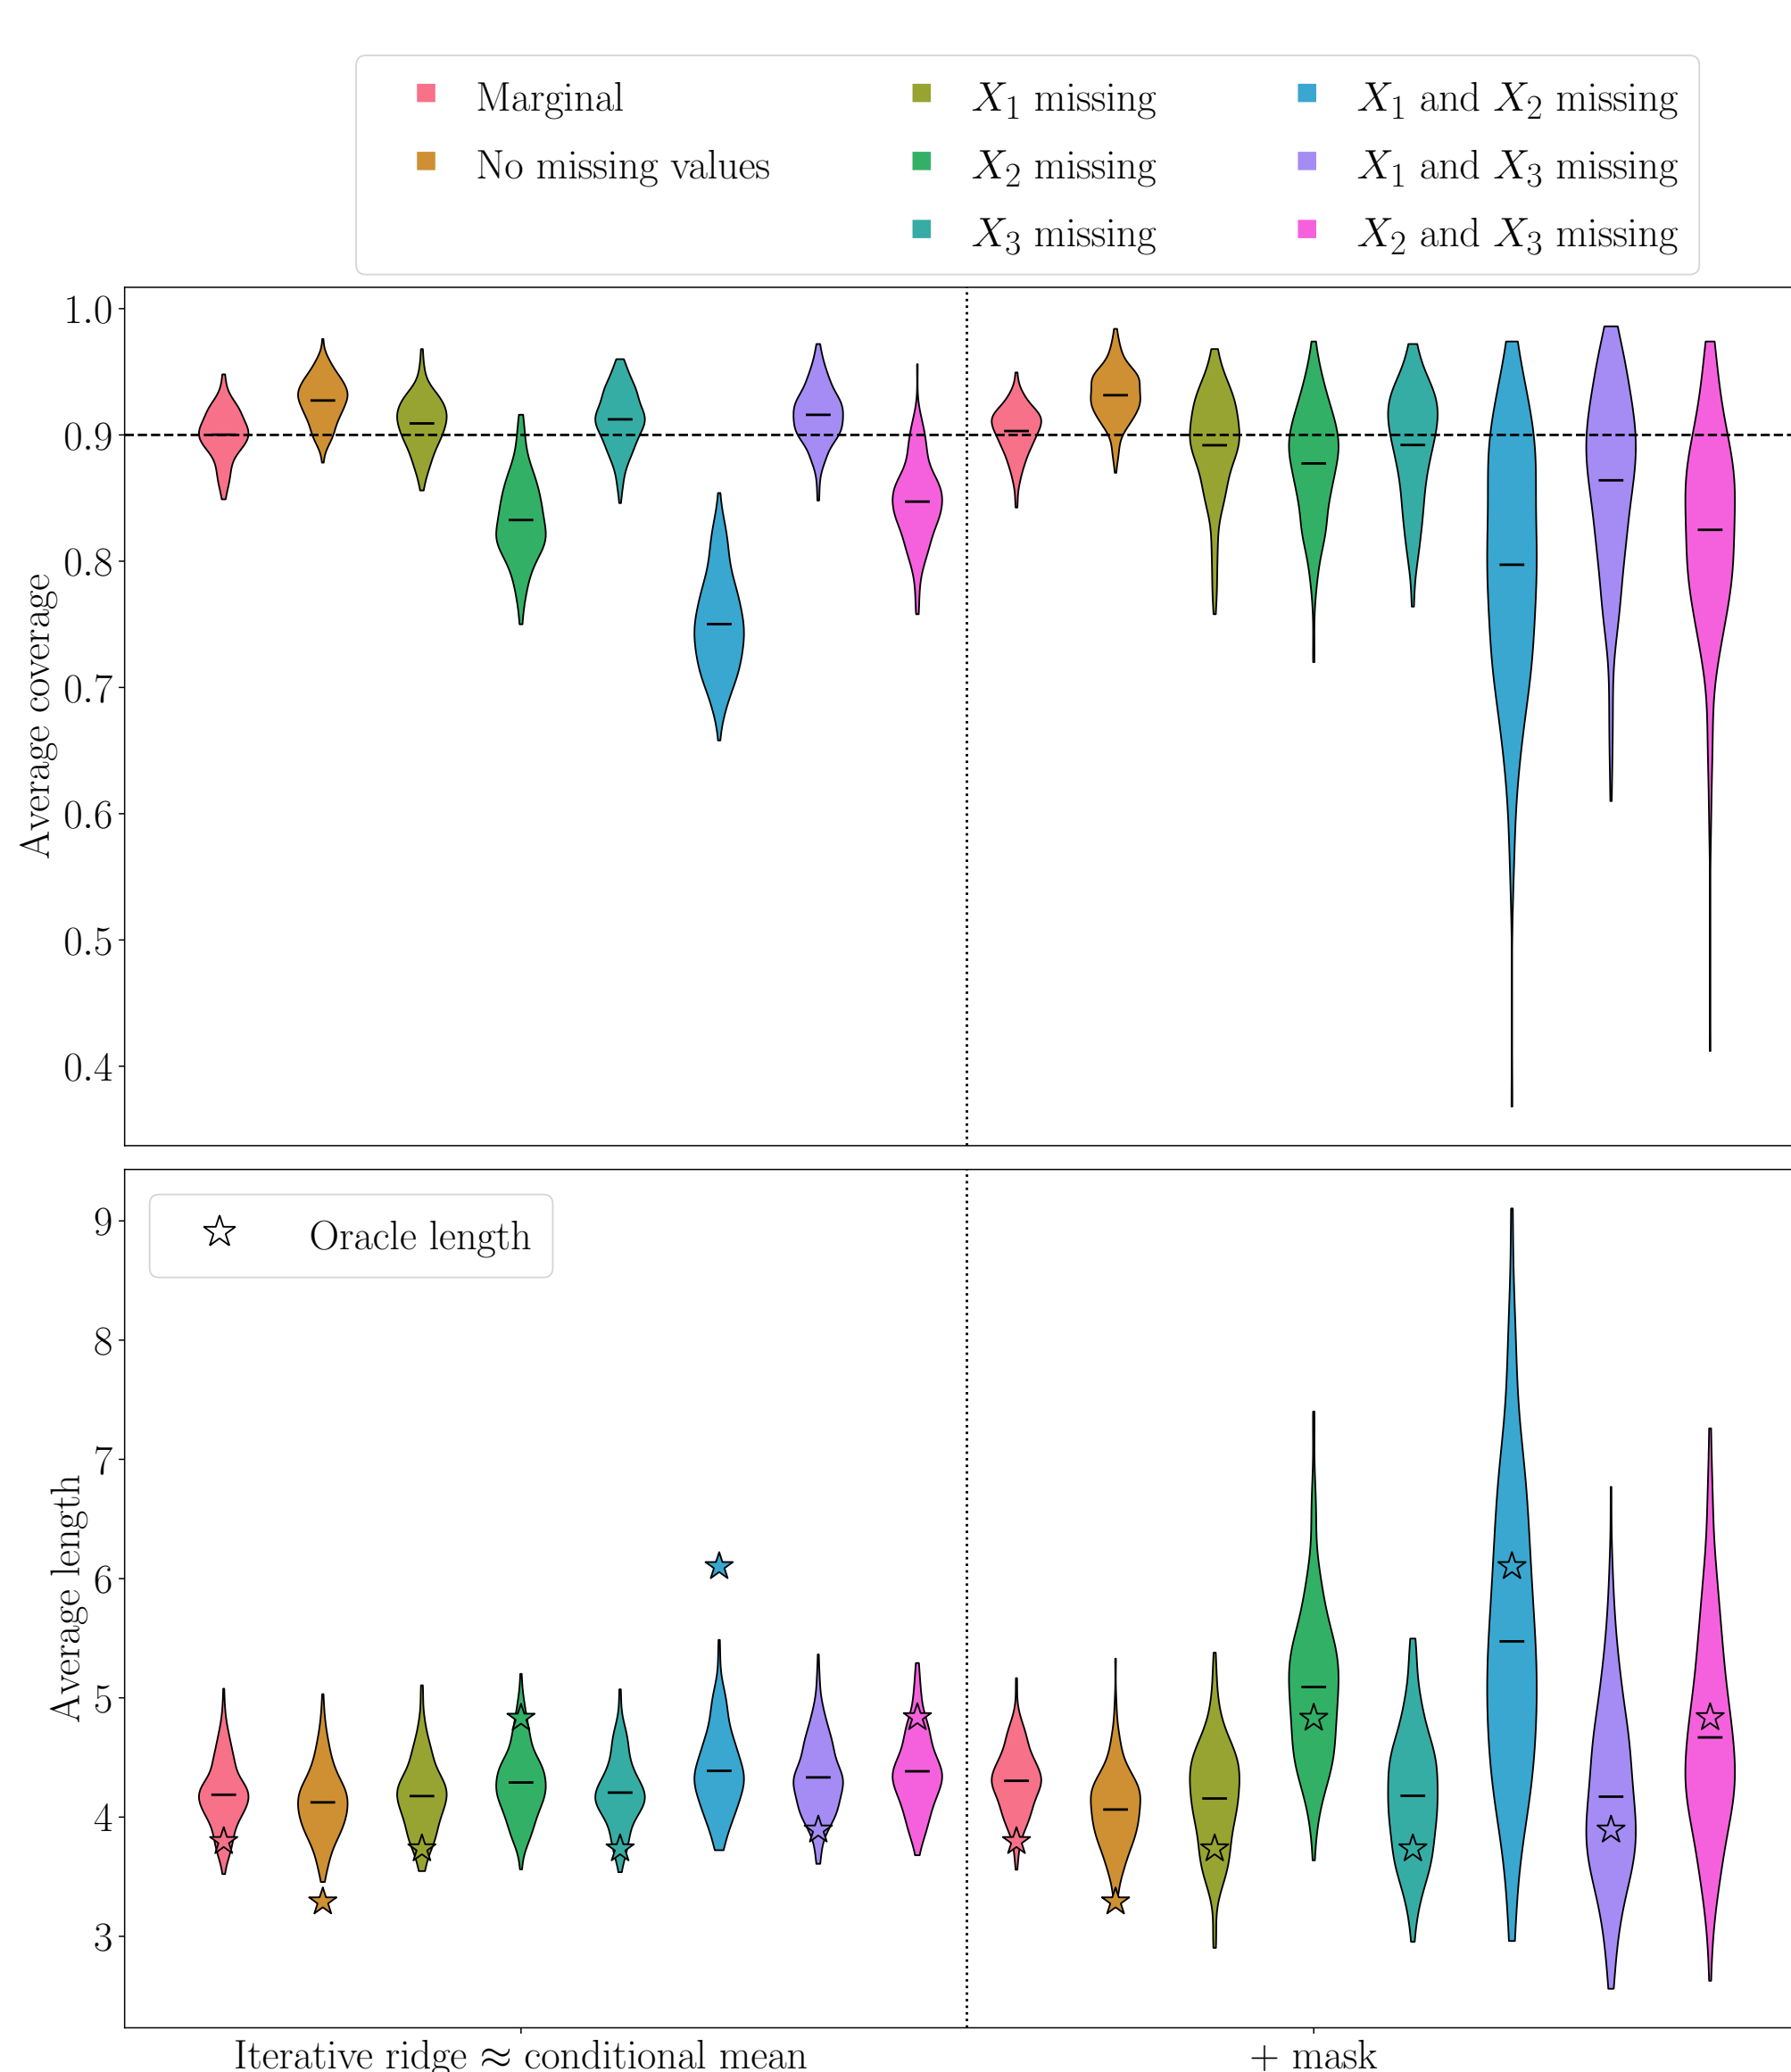 Marginal
No missing values
X1 missing
X2 missing
X3 missing
X1 and X2 missing
X1 and X3 missing
X2 and X3 missing
Average coverage
1.0
0.9
0.8
0.7
0.6
0.5
0.4
Oracle length
Average length
9
8
7
6
5
4
3
Iterative ridge ≈ conditional mean
+ mask